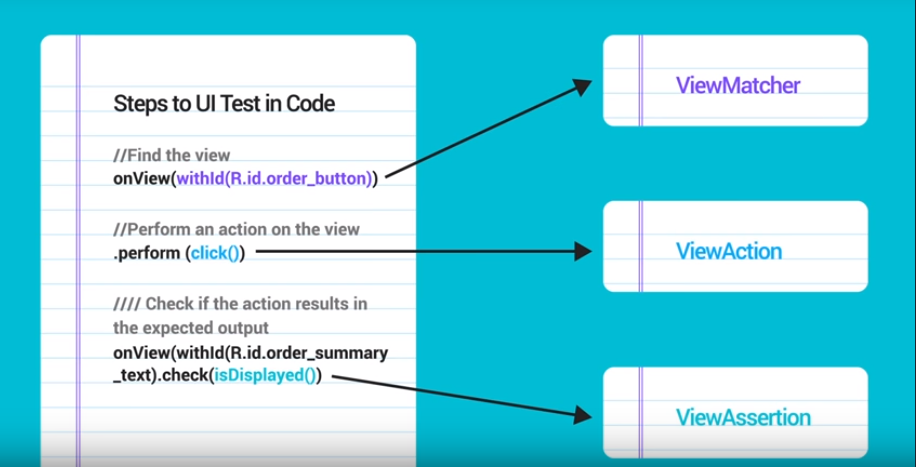 Steps to UI Test in Code
//Find the view
onView(withId(R.id.order_button))
//Perform an action on the view
.perform (click())
//// Check if the action results in
the expected output
onView(withId(R.id.order_summary
_text).check(isDisplayed())
ViewMatcher
ViewAction
ViewAssertion